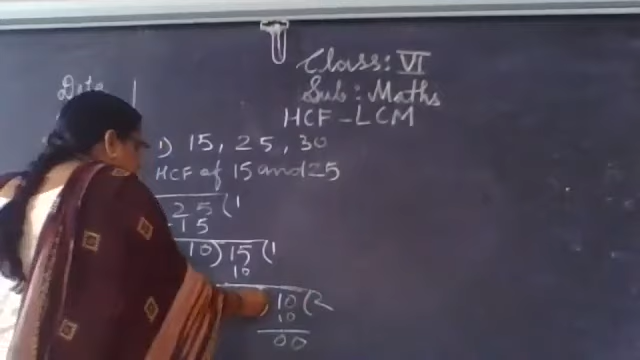 Class: VI
Sub: Maths
Date
HCF-LCM
1) 15, 25, 30
HCF of 15 and 25
25(1
-15
10)15(1
10
10(2
10
00